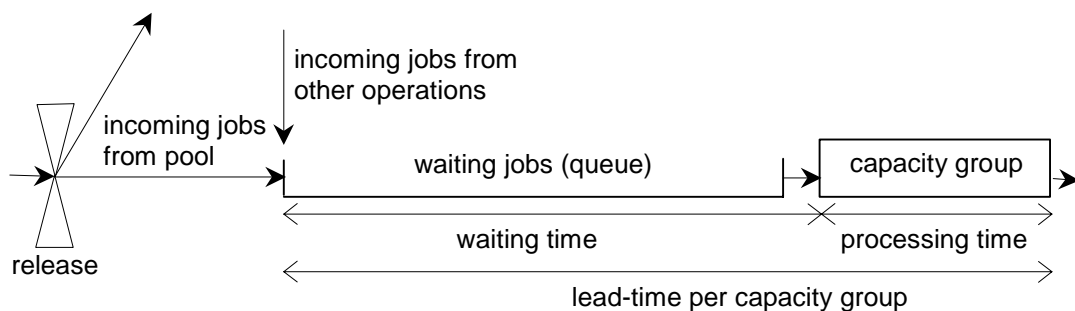 incoming jobs from
other operations
incoming jobs
from pool
waiting jobs (queue)
capacity group
waiting time
processing time
release
lead-time per capacity group